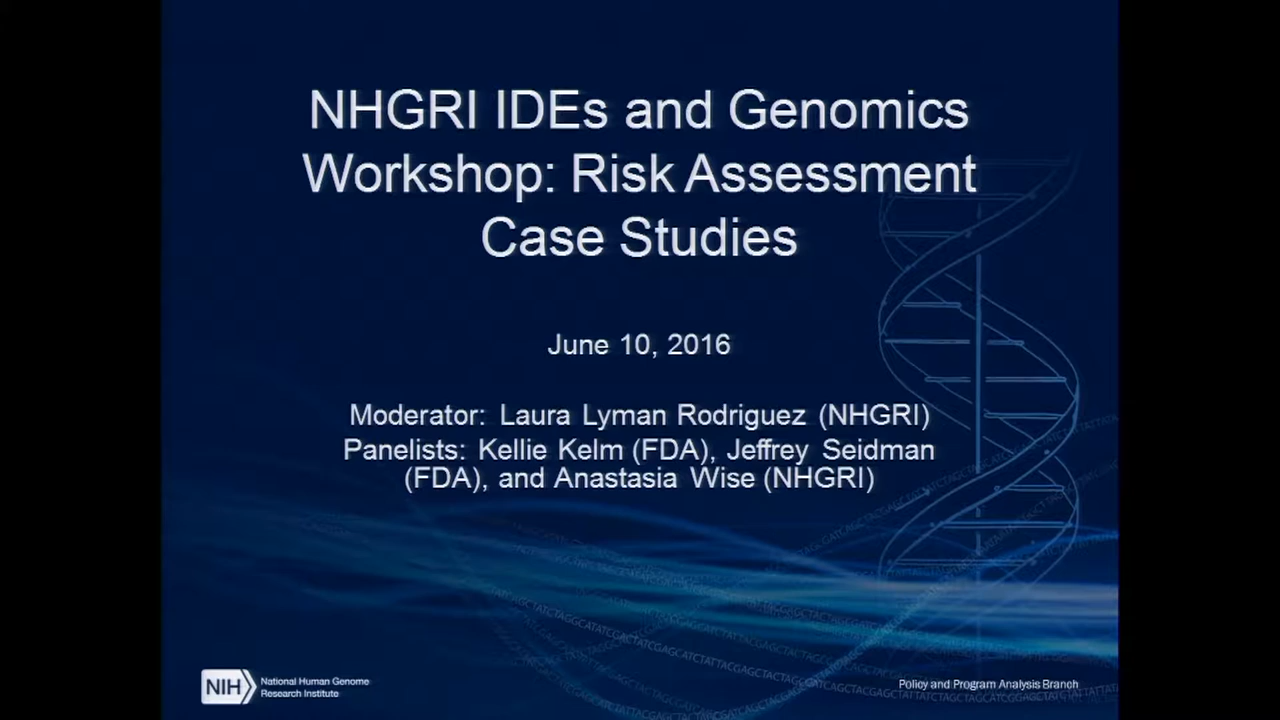 NHGRI IDEs and Genomics
Workshop: Risk Assessment
Case Studies
June 10, 2016
Moderator: Laura Lyman Rodriguez (NHGRI)
Panelists: Kellie Kelm (FDA), Jeffrey Seidman
(FDA), and Anastasia Wise (NHGRI)
NIH
National Human Genome
Research Institute
Policy and Program Analysis Branch